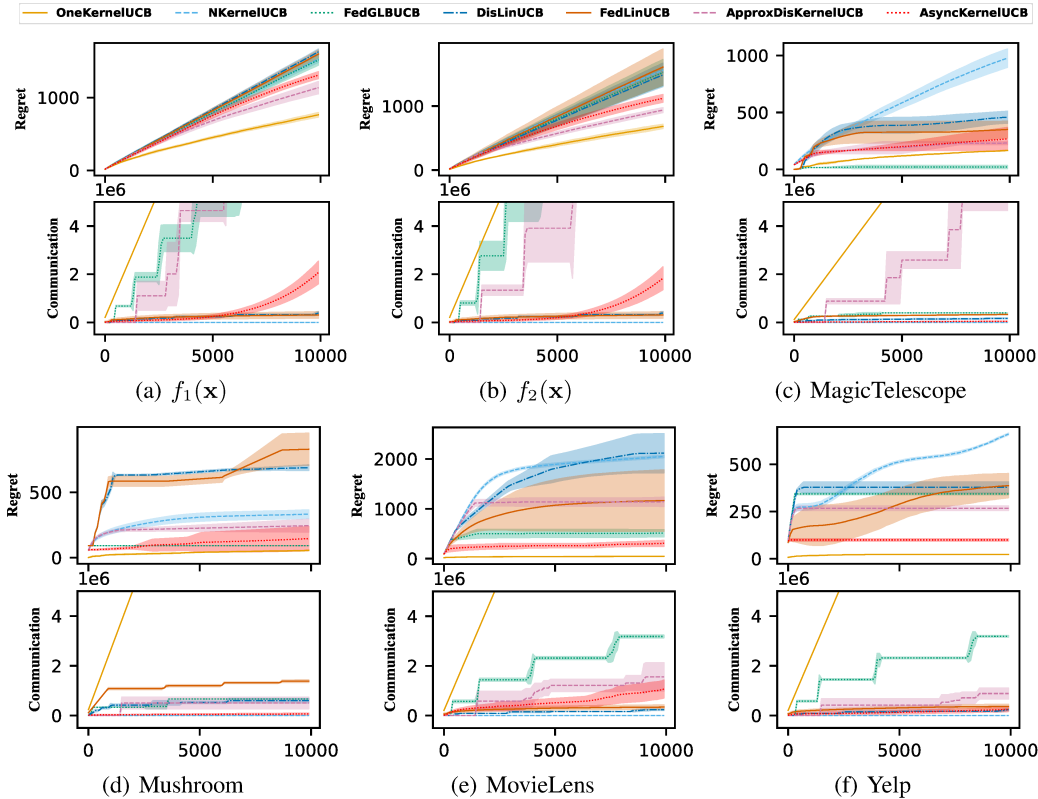 OneKernelUCB NKernelUCB FedGLBUCB DisLinUCB FedLinUCB ApproxDisKernelUCB AsyncKernelUCB
Regret
1000
0
1e6
Communication
4
2
0
0 5000 10000
(a) f₁(x)
Regret
1000
0
1e6
Communication
4
2
0
0 5000 10000
(b) f₂(x)
Regret
1000
500
0
1e6
Communication
4
2
0
0 5000 10000
(c) MagicTelescope
Regret
500
0
1e6
Communication
4
2
0
0 5000 10000
(d) Mushroom
Regret
2000
1000
0
1e6
Communication
4
2
0
0 5000 10000
(e) MovieLens
Regret
500
250
0
1e6
Communication
4
2
0
0 5000 10000
(f) Yelp